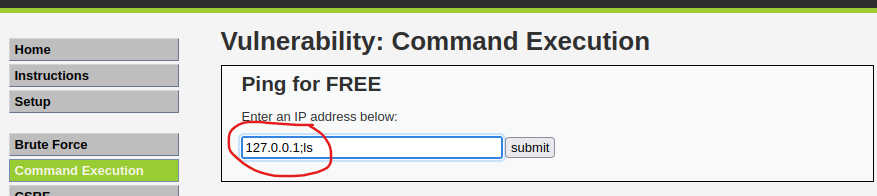 Vulnerability: Command Execution
Home
Instructions
Setup
Brute Force
Command Execution
CSRF
Ping for FREE
Enter an IP address below:
127.0.0.1;ls
submit